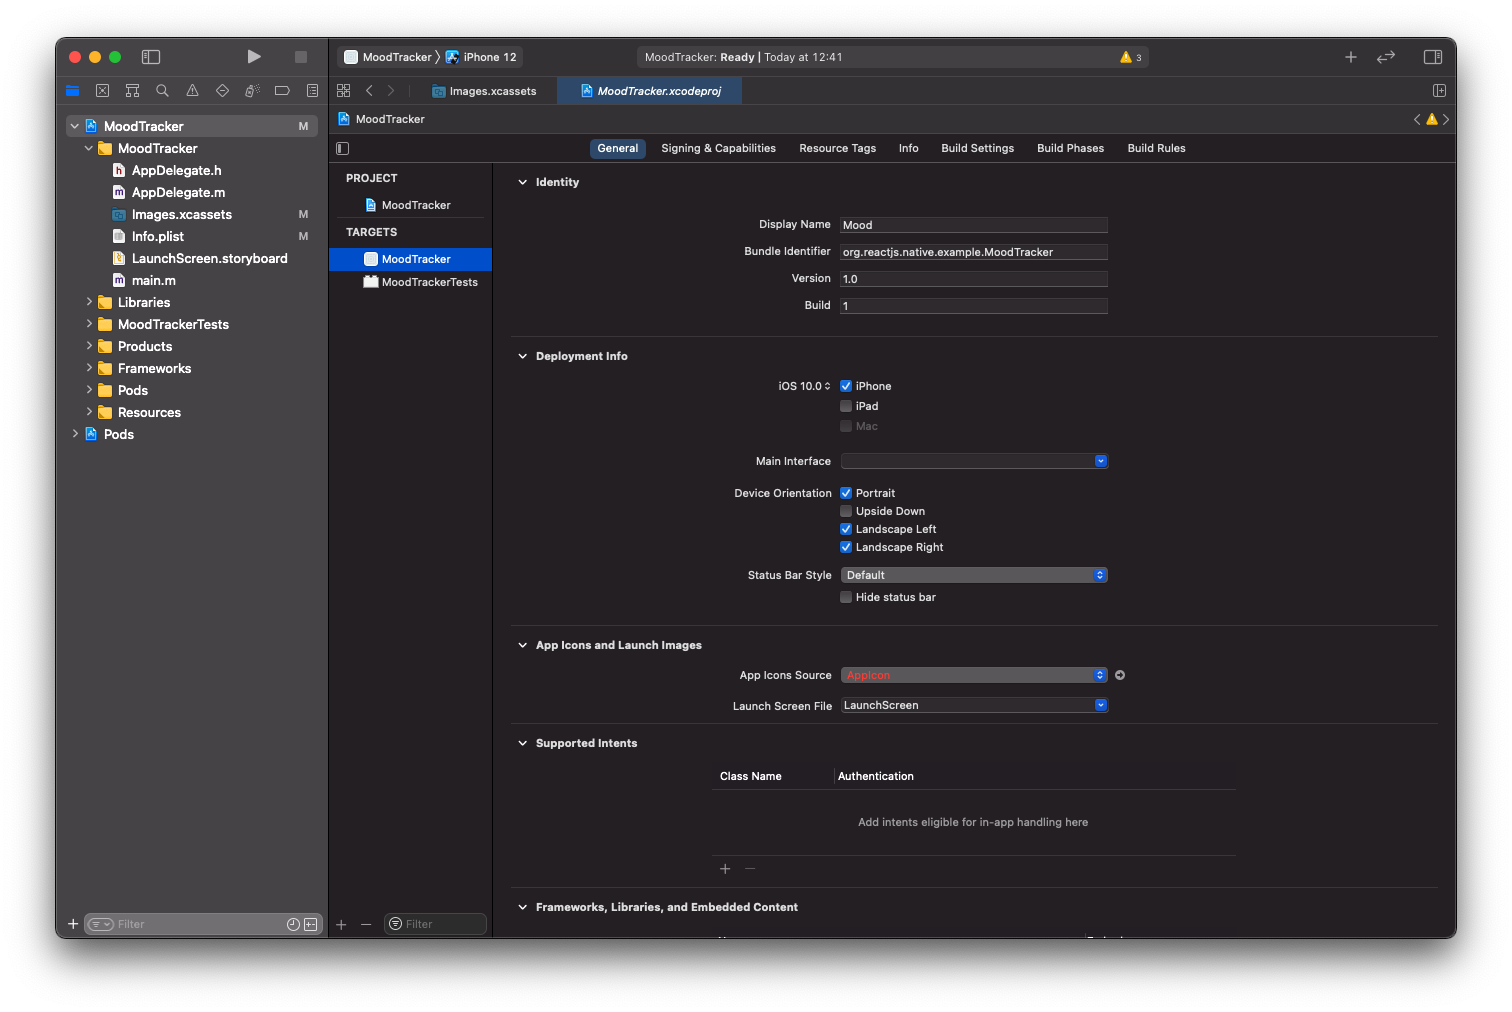 MoodTracker
iPhone 12
MoodTracker: Ready | Today at 12:41
3
Images.xcassets
MoodTracker.xcodeproj
MoodTracker
MoodTracker M
MoodTracker
AppDelegate.h
AppDelegate.m
Images.xcassets M
Info.plist M
LaunchScreen.storyboard
main.m
Libraries
MoodTrackerTests
Products
Frameworks
Pods
Resources
Pods
Filter
General
Signing & Capabilities
Resource Tags
Info
Build Settings
Build Phases
Build Rules
PROJECT
MoodTracker
TARGETS
MoodTracker
MoodTrackerTests
Filter
Identity
Display Name Mood
Bundle Identifier org.reactjs.native.example.MoodTracker
Version 1.0
Build 1
Deployment Info
iOS 10.0 iPhone
iPad
Mac
Main Interface
Device Orientation Portrait
Upside Down
Landscape Left
Landscape Right
Status Bar Style Default
Hide status bar
App Icons and Launch Images
App Icons Source AppIcon
Launch Screen File LaunchScreen
Supported Intents
Class Name Authentication
Add intents eligible for in-app handling here
Frameworks, Libraries, and Embedded Content